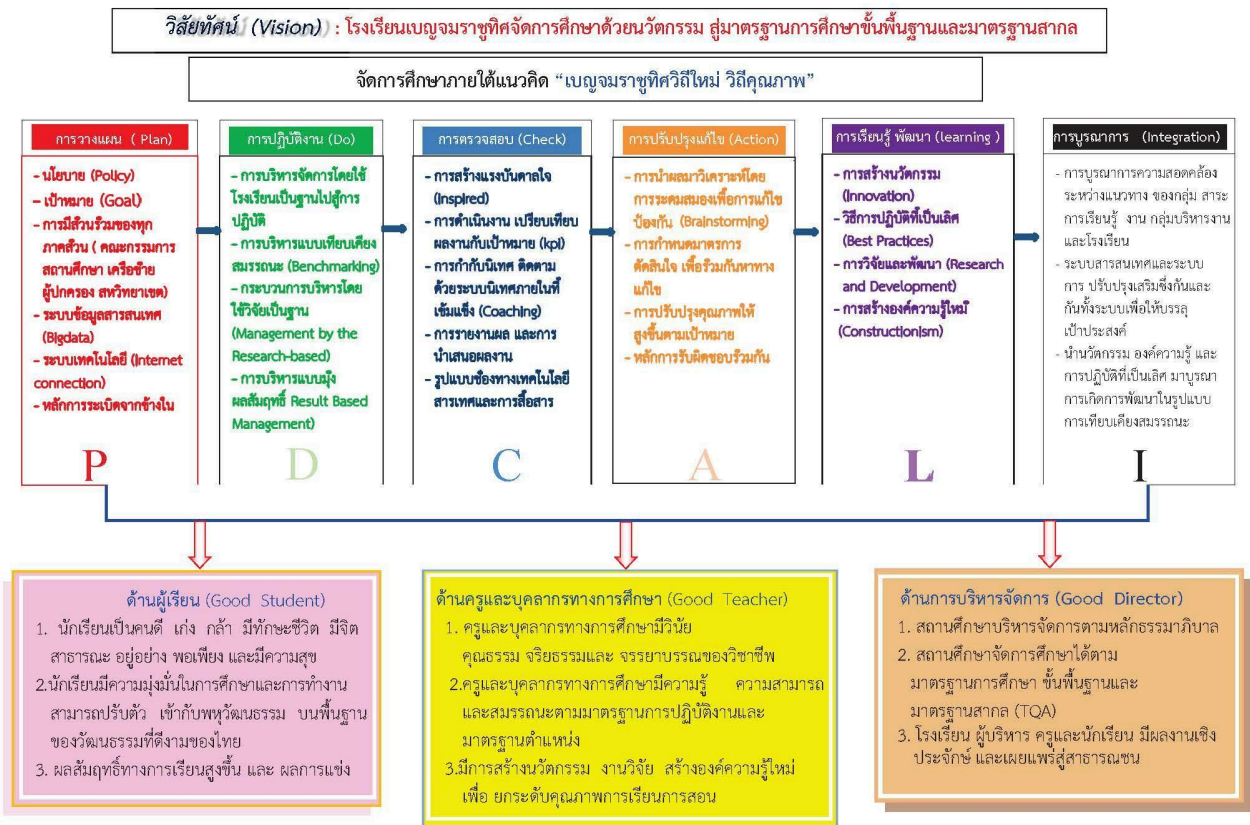 วิสัยทัศน์ (Vision) : โรงเรียนเบญจมราชูทิศจัดการศึกษาด้วยนวัตกรรม สู่มาตรฐานการศึกษาขั้นพื้นฐานและมาตรฐานสากล
จัดการศึกษาภายใต้แนวคิด “เบญจมราชูทิศวิถีใหม่ วิถีคุณภาพ”
การวางแผน ( Plan)
- นโยบาย (Policy)
- เป้าหมาย (Goal)
- การมีส่วนร่วมของทุก
ภาคส่วน ( คณะกรรมการ
สถานศึกษา เครือข่าย
ผู้ปกครอง สหวิทยาเขต)
- ระบบข้อมูลสารสนเทศ
(Bigdata)
- ระบบเทคโนโลยี (Internet
connection)
- หลักการระเบิดจากข้างใน
P
การปฏิบัติงาน (Do)
- การบริหารจัดการโดยใช้
โรงเรียนเป็นฐานไปสู่การ
ปฏิบัติ
- การบริหารแบบเทียบเคียง
สมรรถนะ (Benchmarking)
- กระบวนการบริหารโดย
ใช้วิจัยเป็นฐาน
(Management by the
Research-based)
- การบริหารแบบมุ่ง
ผลสัมฤทธิ์ Result Based
Management)
D
การตรวจสอบ (Check)
- การสร้างแรงบันดาลใจ
(Inspired)
- การดำเนินงาน เปรียบเทียบ
ผลงานกับเป้าหมาย (kpi)
- การกำกับนิเทศ ติดตาม
ด้วยระบบนิเทศภายในที่
เข้มแข็ง (Coaching)
- การรายงานผล และการ
นำเสนอผลงาน
- รูปแบบช่องทางเทคโนโลยี
สารเทศและการสื่อสาร
C
การปรับปรุงแก้ไข (Action)
- การนำผลมาวิเคราะห์โดย
การระดมสมองเพื่อการแก้ไข
ป้องกัน (Brainstorming)
- การกำหนดมาตรการ
ตัดสินใจ เพื่อร่วมกันหาทาง
แก้ไข
- การปรับปรุงคุณภาพให้
สูงขึ้นตามเป้าหมาย
- หลักการรับผิดชอบร่วมกัน
A
การเรียนรู้ พัฒนา (learning )
- การสร้างนวัตกรรม
(Innovation)
- วิธีการปฏิบัติที่เป็นเลิศ
(Best Practices)
- การวิจัยและพัฒนา (Research
and Development)
- การสร้างองค์ความรู้ใหม่
(Constructionism)
L
การบูรณาการ (Integration)
- การบูรณาการความสอดคล้อง
ระหว่างแนวทาง ของกลุ่ม สาระ
การเรียนรู้ งาน กลุ่มบริหารงาน
และโรงเรียน
- ระบบสารสนเทศและระบบ
การ ปรับปรุงเสริมซึ่งกันและ
กันทั้งระบบเพื่อให้บรรลุ
เป้าประสงค์
- นำนวัตกรรม องค์ความรู้ และ
การปฏิบัติที่เป็นเลิศ มาบูรณา
การเกิดการพัฒนาในรูปแบบ
การเทียบเคียงสมรรถนะ
I
ด้านผู้เรียน (Good Student)
1. นักเรียนเป็นคนดี เก่ง กล้า มีทักษะชีวิต มีจิต
สาธารณะ อยู่อย่าง พอเพียง และมีความสุข
2.นักเรียนมีความมุ่งมั่นในการศึกษาและการทำงาน
สามารถปรับตัว เข้ากับพหุวัฒนธรรม บนพื้นฐาน
ของวัฒนธรรมที่ดีงามของไทย
3. ผลสัมฤทธิ์ทางการเรียนสูงขึ้น และ ผลการแข่ง
ด้านครูและบุคลากรทางการศึกษา (Good Teacher)
1. ครูและบุคลากรทางการศึกษามีวินัย
คุณธรรม จริยธรรมและ จรรยาบรรณของวิชาชีพ
2.ครูและบุคลากรทางการศึกษามีความรู้ ความสามารถ
และสมรรถนะตามมาตรฐานการปฏิบัติงานและ
มาตรฐานตำแหน่ง
3.มีการสร้างนวัตกรรม งานวิจัย สร้างองค์ความรู้ใหม่
เพื่อ ยกระดับคุณภาพการเรียนการสอน
ด้านการบริหารจัดการ (Good Director)
1. สถานศึกษาบริหารจัดการตามหลักธรรมาภิบาล
2. สถานศึกษาจัดการศึกษาได้ตาม
มาตรฐานการศึกษา ขั้นพื้นฐานและ
มาตรฐานสากล (TQA)
3. โรงเรียน ผู้บริหาร ครูและนักเรียน มีผลงานเชิง
ประจักษ์ และเผยแพร่สู่สาธารณชน